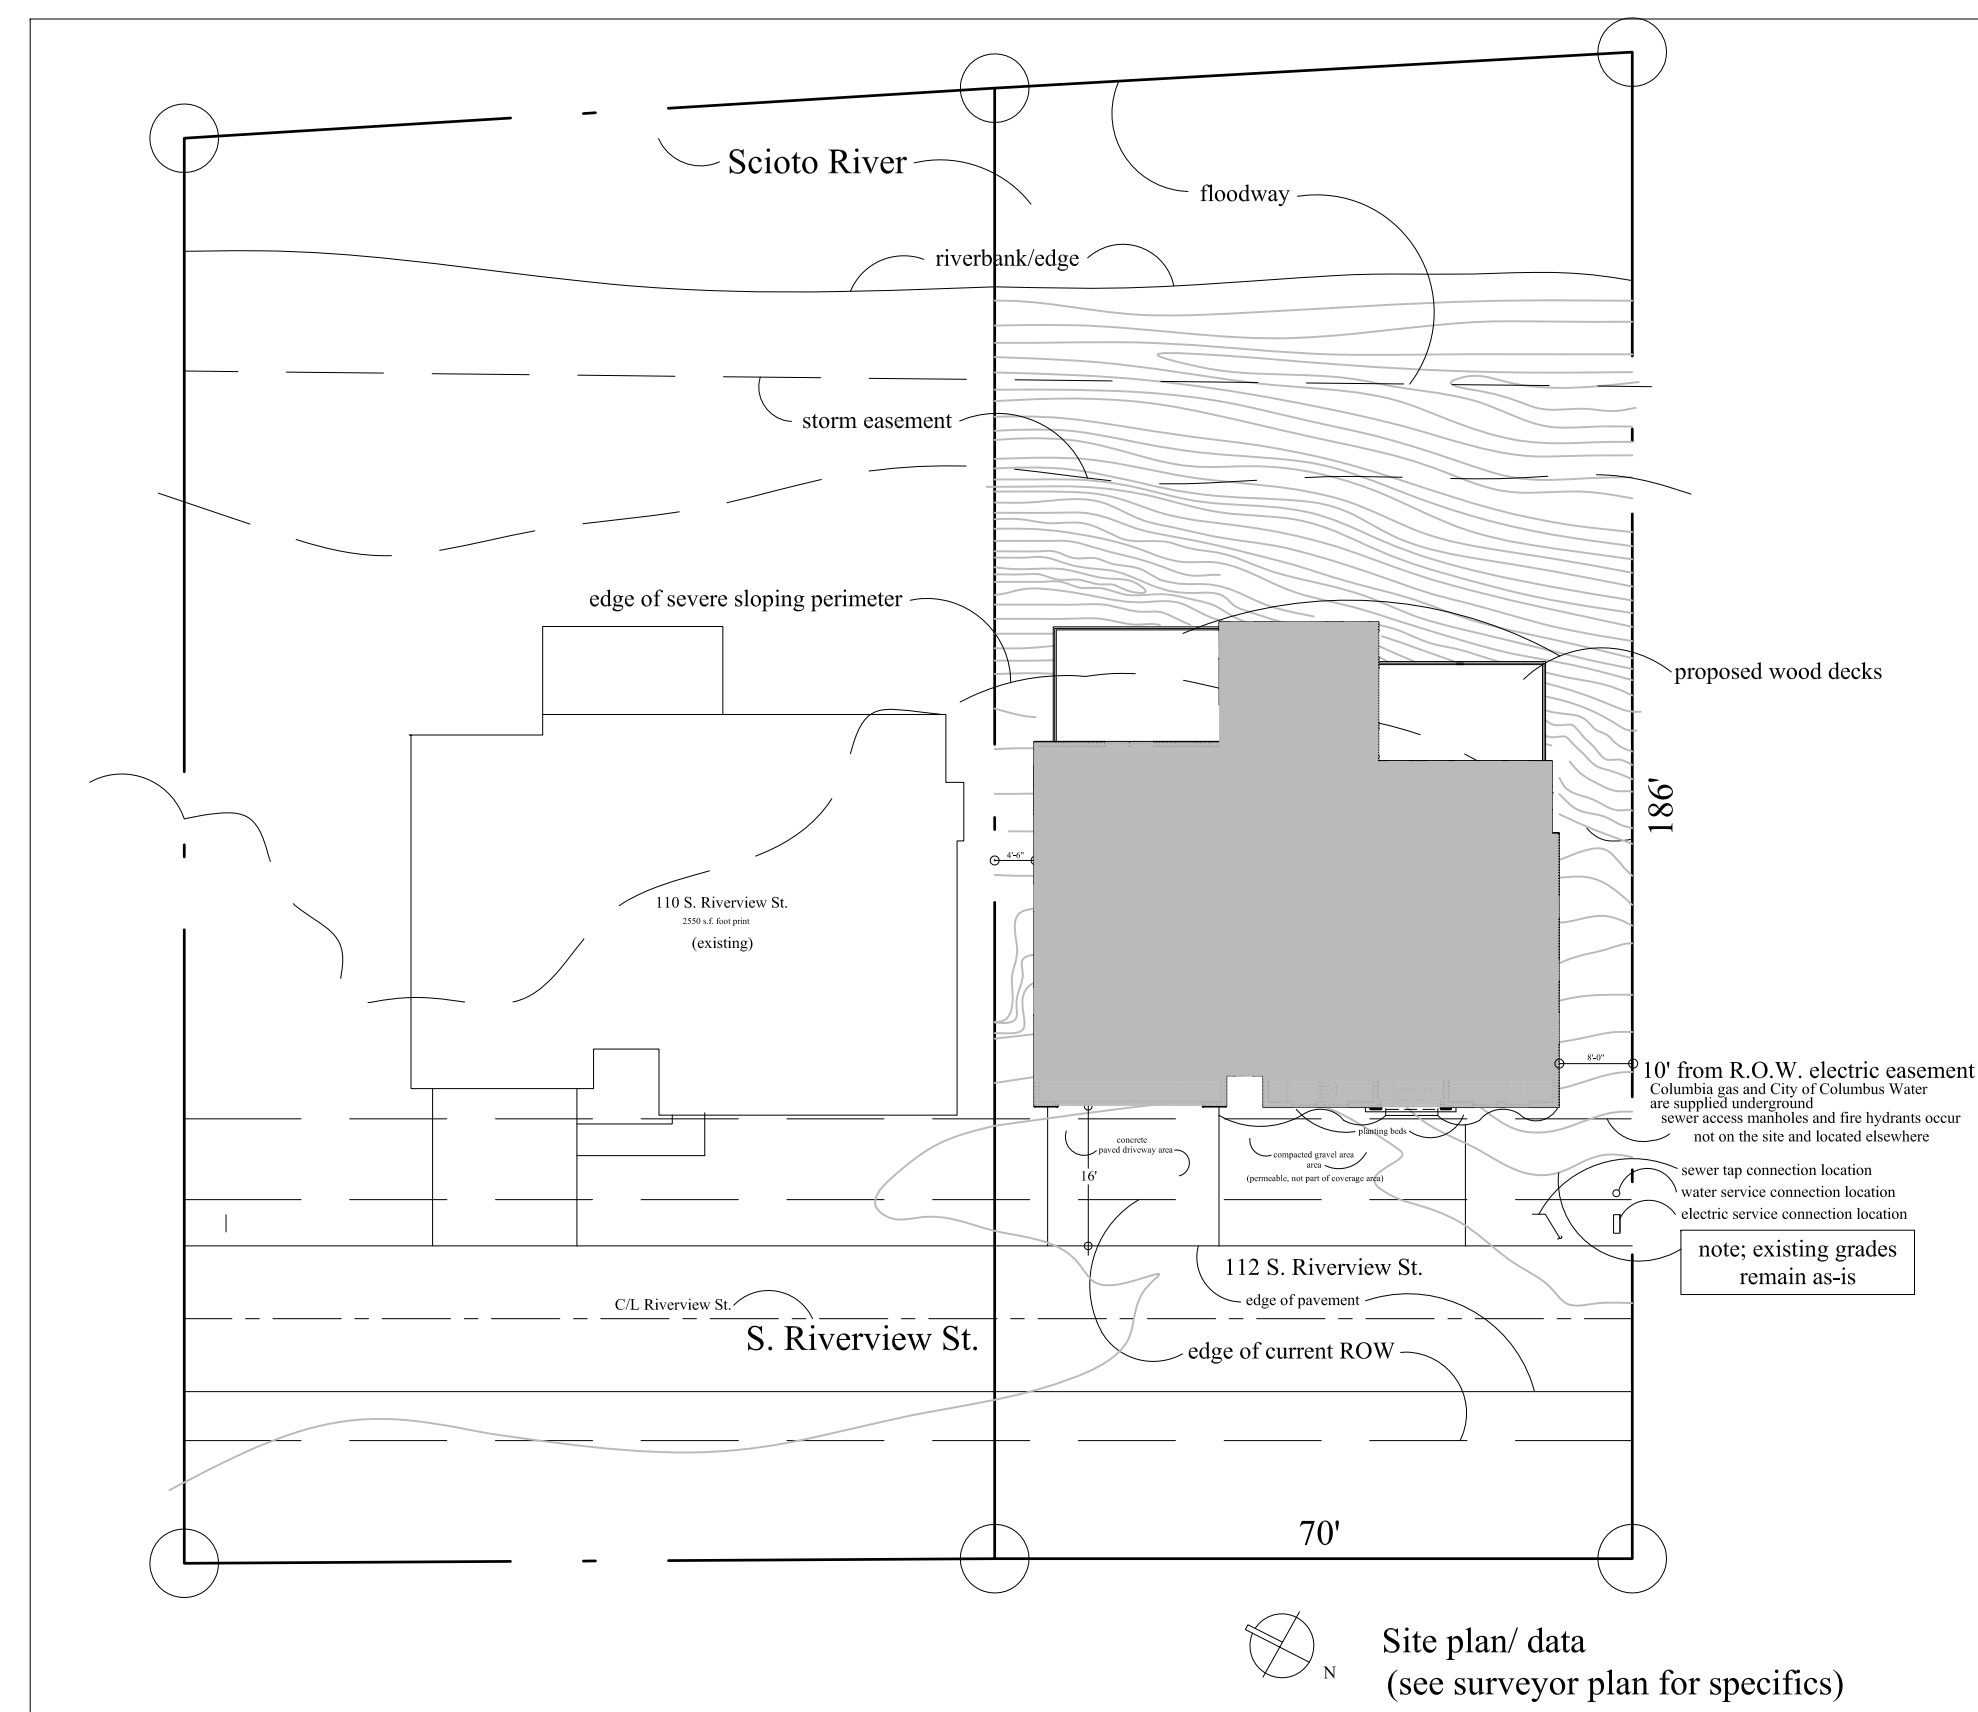 Scioto River
floodway
riverbank/edge
storm easement
edge of severe sloping perimeter
proposed wood decks
186'
4'-6"
110 S. Riverview St.
2550 s.f. foot print
(existing)
8'-0"
10' from R.O.W. electric easement
Columbia gas and City of Columbus Water
are supplied underground
sewer access manholes and fire hydrants occur
not on the site and located elsewhere
planting beds
concrete
paved driveway area
compacted gravel area
area
(permeable, not part of coverage area)
16'
sewer tap connection location
water service connection location
electric service connection location
note; existing grades
remain as-is
112 S. Riverview St.
edge of pavement
C/L Riverview St.
S. Riverview St.
edge of current ROW
70'
N
Site plan/ data
(see surveyor plan for specifics)